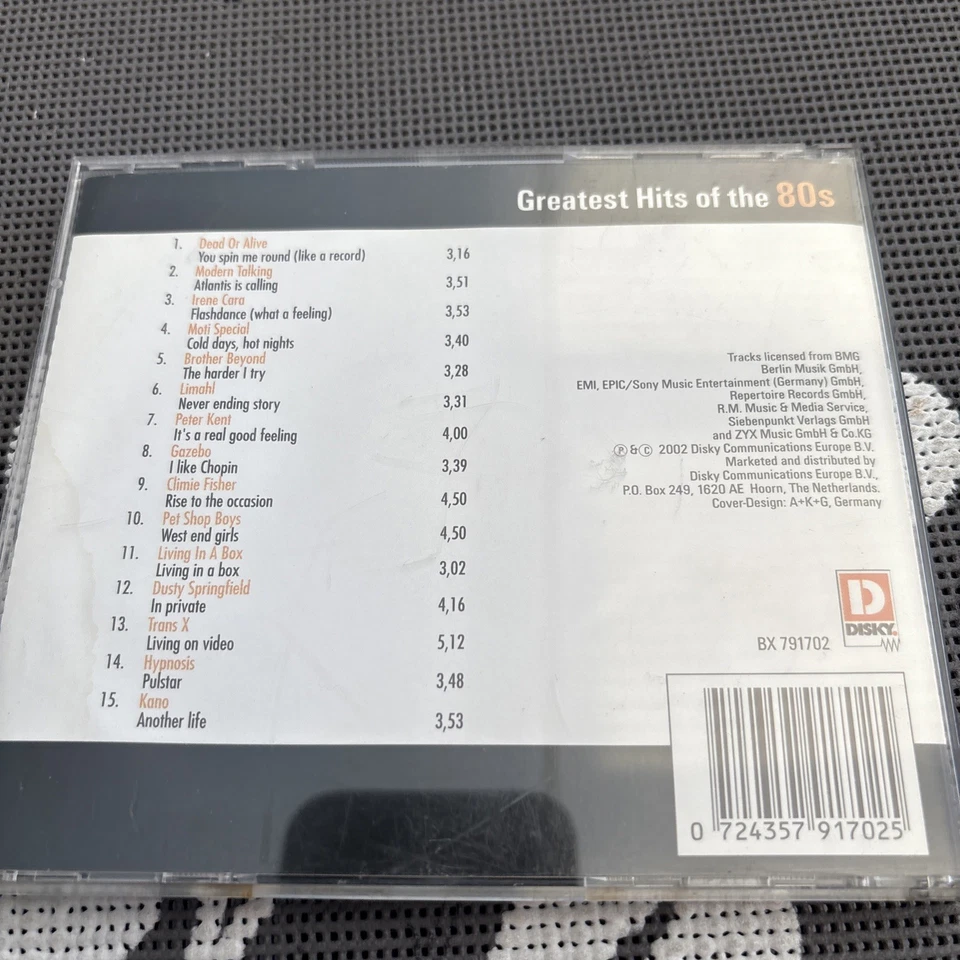 Greatest Hits of the 80s
1. Dead Or Alive
You spin me round (like a record) 3,16
2. Modern Talking
Atlantis is calling 3,51
3. Irene Cara
Flashdance (what a feeling) 3,53
4. Moti Special
Cold days, hot nights 3,40
5. Brother Beyond
The harder I try 3,28
6. Limahl
Never ending story 3,31
7. Peter Kent
It's a real good feeling 4,00
8. Gazebo
I like Chopin 3,39
9. Climie Fisher
Rise to the occasion 4,50
10. Pet Shop Boys
West end girls 4,50
11. Living In A Box
Living in a box 3,02
12. Dusty Springfield
In private 4,16
13. Trans X
Living on video 5,12
14. Hypnosis
Pulstar 3,48
15. Kano
Another life 3,53
Tracks licensed from BMG
Berlin Musik GmbH,
EMI, EPIC/Sony Music Entertainment (Germany) GmbH,
Repertoire Records GmbH,
R.M. Music & Media Service,
Siebenpunkt Verlags GmbH
and ZYX Music GmbH & Co.KG
Ⓟ&Ⓒ 2002 Disky Communications Europe B.V.
Marketed and distributed by
Disky Communications Europe B.V.,
P.O. Box 249, 1620 AE Hoorn, The Netherlands.
Cover-Design: A+K+G, Germany
D
DISKY.
BX 791702
0 724357 917025